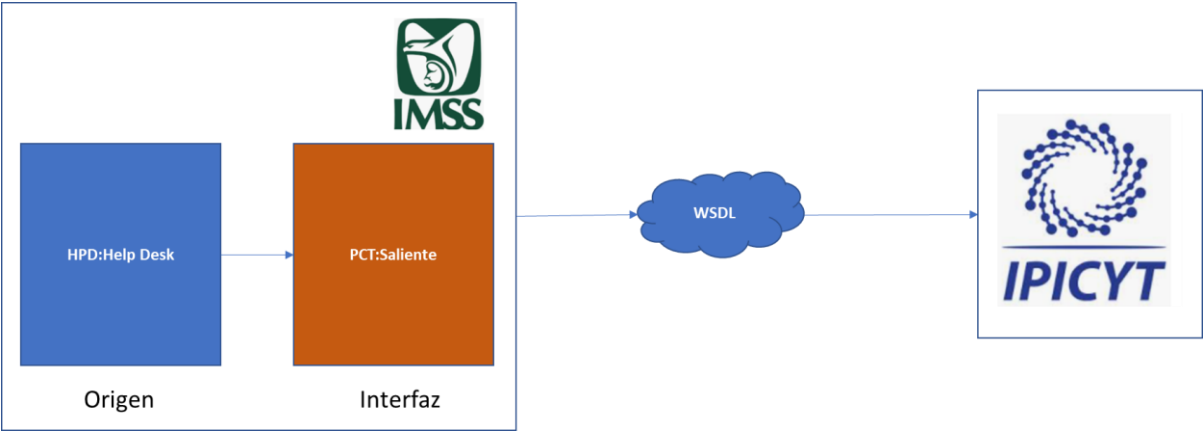 IMSS
HPD:Help Desk
PCT:Saliente
Origen
Interfaz
WSDL
IPICYT